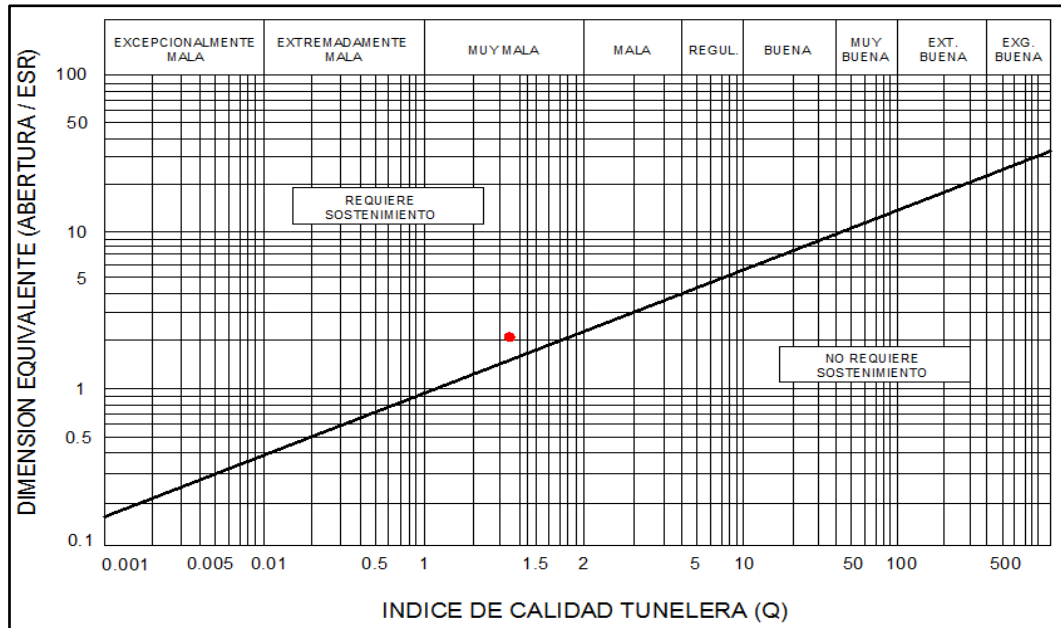 EXCEPCIONALMENTE
MALA
EXTREMADAMENTE
MALA
MUY MALA
MALA
REGUL.
BUENA
MUY
BUENA
EXT.
BUENA
EXG.
BUENA
DIMENSION EQUIVALENTE (ABERTURA / ESR)
100
50
10
5
1
0.5
0.1
REQUIERE
SOSTENIMIENTO
NO REQUIERE
SOSTENIMIENTO
0.001 0.005 0.01 0.5 1 1.5 2 5 10 50 100 500
INDICE DE CALIDAD TUNELERA (Q)